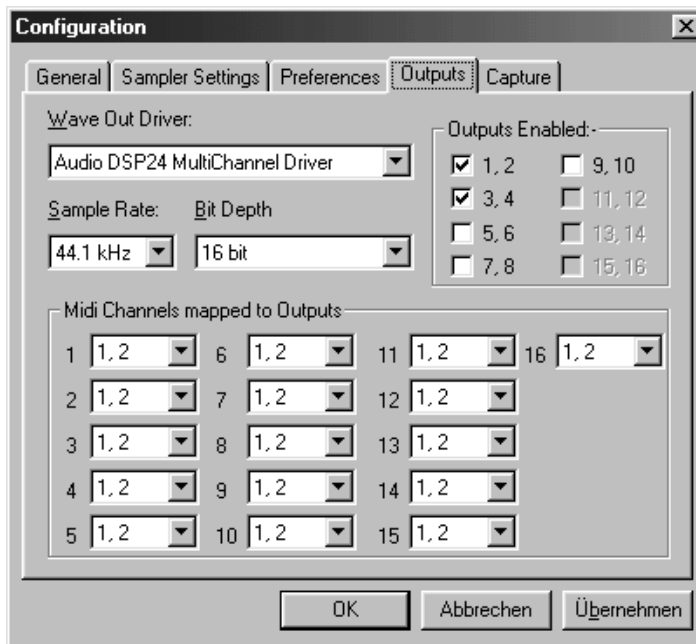 Configuration
General Sampler Settings Preferences Outputs Capture
Wave Out Driver:
Audio DSP24 MultiChannel Driver
Sample Rate: Bit Depth
44.1 kHz 16 bit
Outputs Enabled:-
1, 2 9, 10
3, 4 11, 12
5, 6 13, 14
7, 8 15, 16
Midi Channels mapped to Outputs
1 1, 2 6 1, 2 11 1, 2 16 1, 2
2 1, 2 7 1, 2 12 1, 2
3 1, 2 8 1, 2 13 1, 2
4 1, 2 9 1, 2 14 1, 2
5 1, 2 10 1, 2 15 1, 2
OK Abbrechen Übernehmen